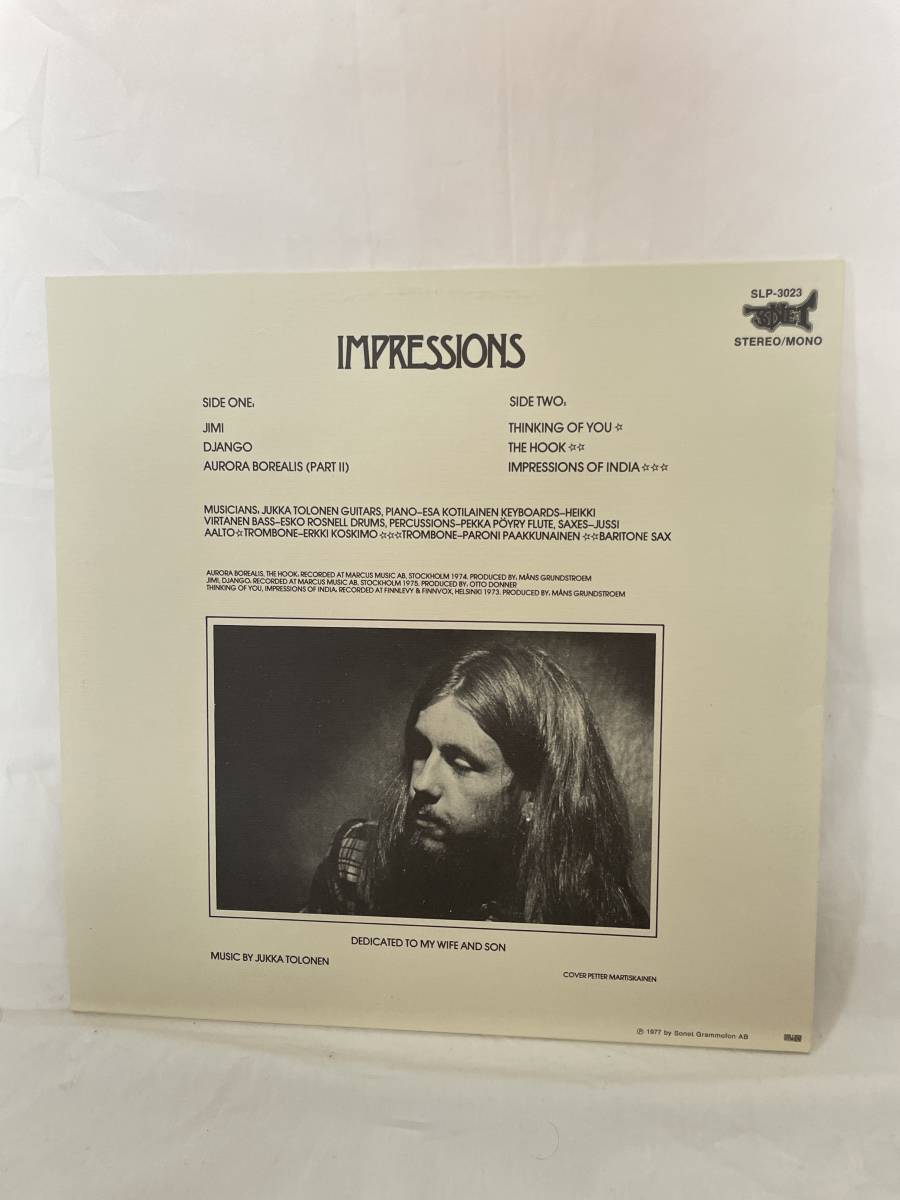 SLP-3023
SONET
STEREO/MONO
IMPRESSIONS
SIDE ONE:
JIMI
DJANGO
AURORA BOREALIS (PART II)
SIDE TWO:
THINKING OF YOU ☆
THE HOOK ☆☆
IMPRESSIONS OF INDIA ☆☆☆
MUSICIANS: JUKKA TOLONEN GUITARS, PIANO–ESA KOTILAINEN KEYBOARDS–HEIKKI
VIRTANEN BASS–ESKO ROSNELL DRUMS, PERCUSSIONS–PEKKA PÖYRY FLUTE, SAXES–JUSSI
AALTO☆TROMBONE–ERKKI KOSKIMO ☆☆☆TROMBONE–PARONI PAAKKUNAINEN ☆☆BARITONE SAX
AURORA BOREALIS, THE HOOK: RECORDED AT MARCUS MUSIC AB, STOCKHOLM 1974. PRODUCED BY: MÅNS GRUNDSTROEM
JIMI, DJANGO: RECORDED AT MARCUS MUSIC AB, STOCKHOLM 1975. PRODUCED BY: OTTO DONNER
THINKING OF YOU, IMPRESSIONS OF INDIA: RECORDED AT FINNLEVY & FINNVOX, HELSINKI 1973. PRODUCED BY: MÅNS GRUNDSTROEM
DEDICATED TO MY WIFE AND SON
MUSIC BY JUKKA TOLONEN
COVER PETTER MARTISKAINEN
℗ 1977 by Sonet Grammofon AB